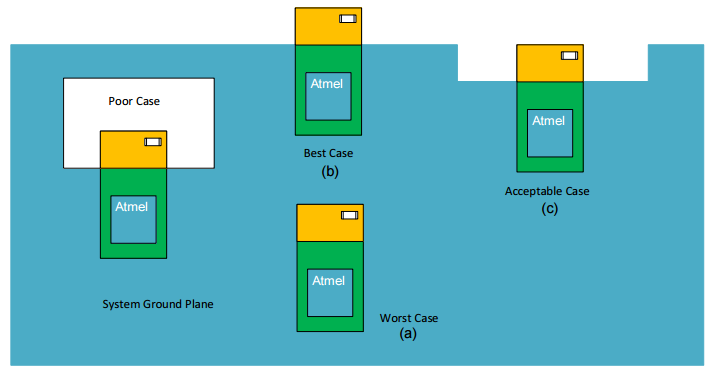 Poor Case
Atmel
System Ground Plane
Atmel
Best Case
(b)
Atmel
Worst Case
(a)
Atmel
Acceptable Case
(c)